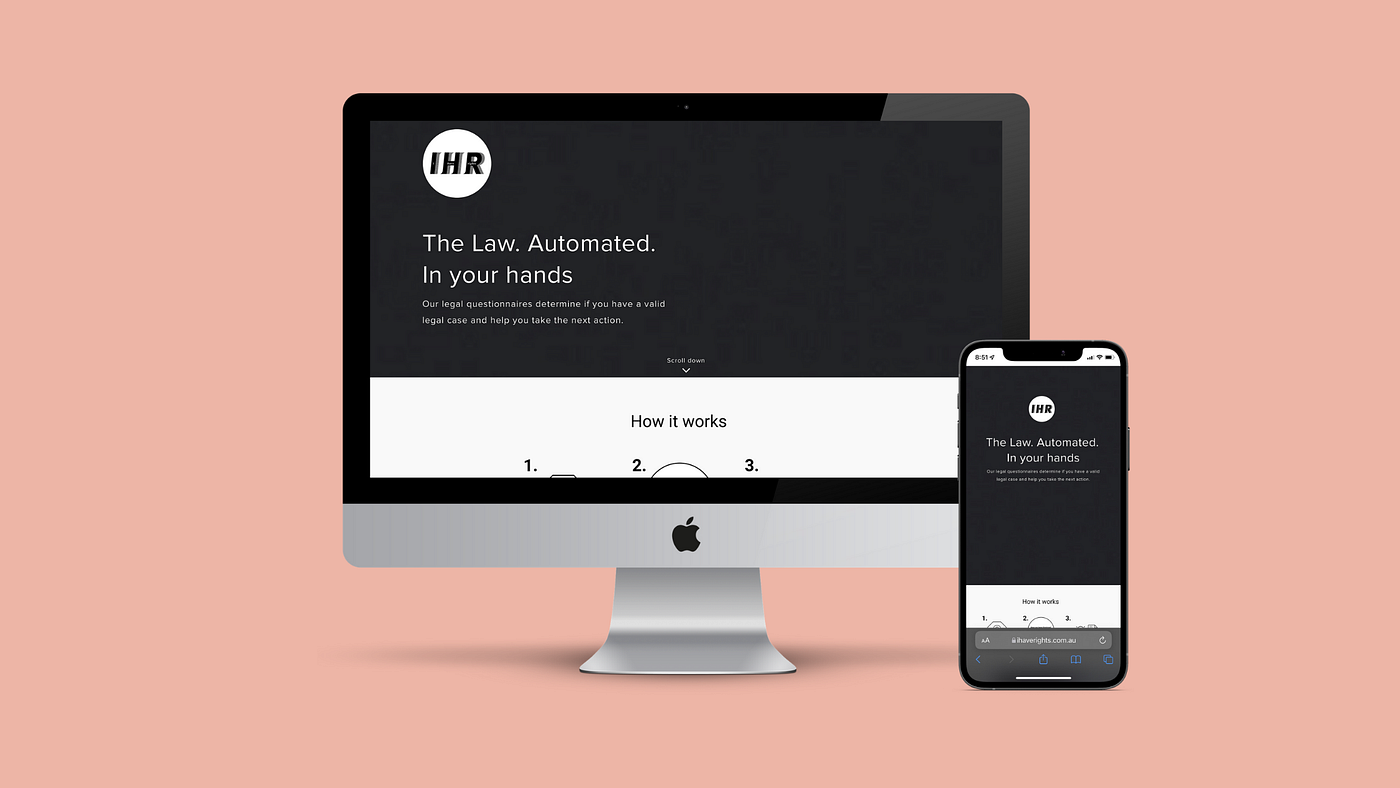 IHR
The Law. Automated.
In your hands
Our legal questionnaires determine if you have a valid
legal case and help you take the next action.
Scroll down
How it works
1. 2. 3.
8:51
IHR
The Law. Automated.
In your hands
Our legal questionnaires determine if you have a valid
legal case and help you take the next action.
How it works
1. 2. 3.
AA ihaverights.com.au